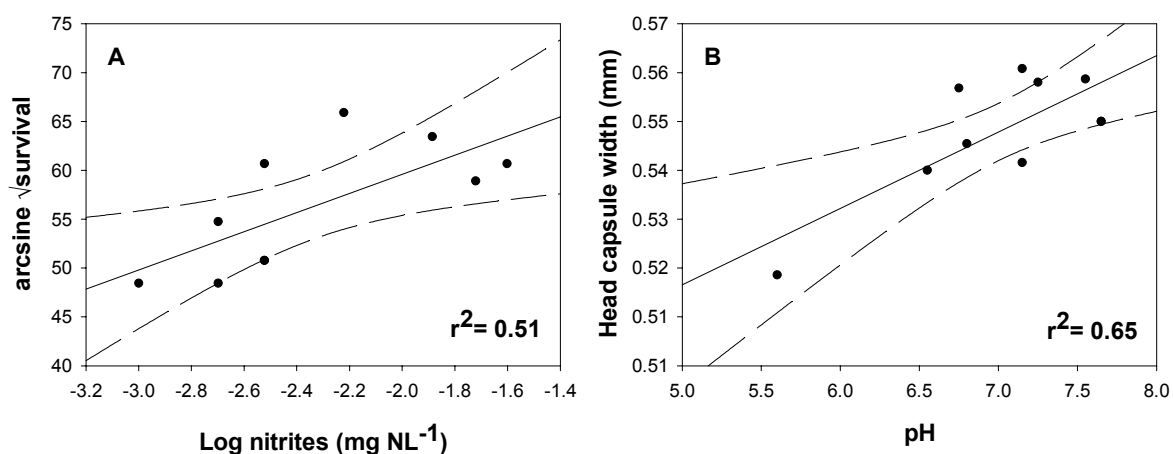 A
75
70
65
60
55
50
45
40
arcsine √survival
r²= 0.51
-3.2 -3.0 -2.8 -2.6 -2.4 -2.2 -2.0 -1.8 -1.6 -1.4
Log nitrites (mg NL⁻¹)
B
0.57
0.56
0.55
0.54
0.53
0.52
0.51
0.51
Head capsule width (mm)
r²= 0.65
5.0 5.5 6.0 6.5 7.0 7.5 8.0
pH